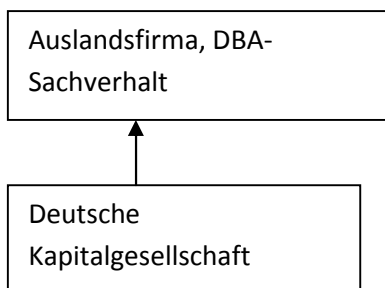 Auslandsfirma, DBA-
Sachverhalt
Deutsche
Kapitalgesellschaft